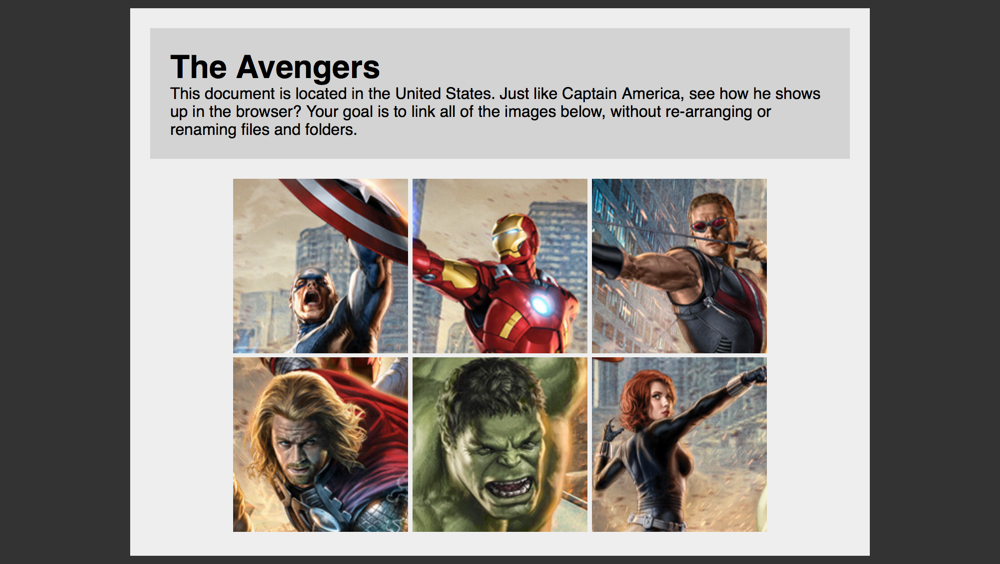 The Avengers
This document is located in the United States. Just like Captain America, see how he shows
up in the browser? Your goal is to link all of the images below, without re-arranging or
renaming files and folders.